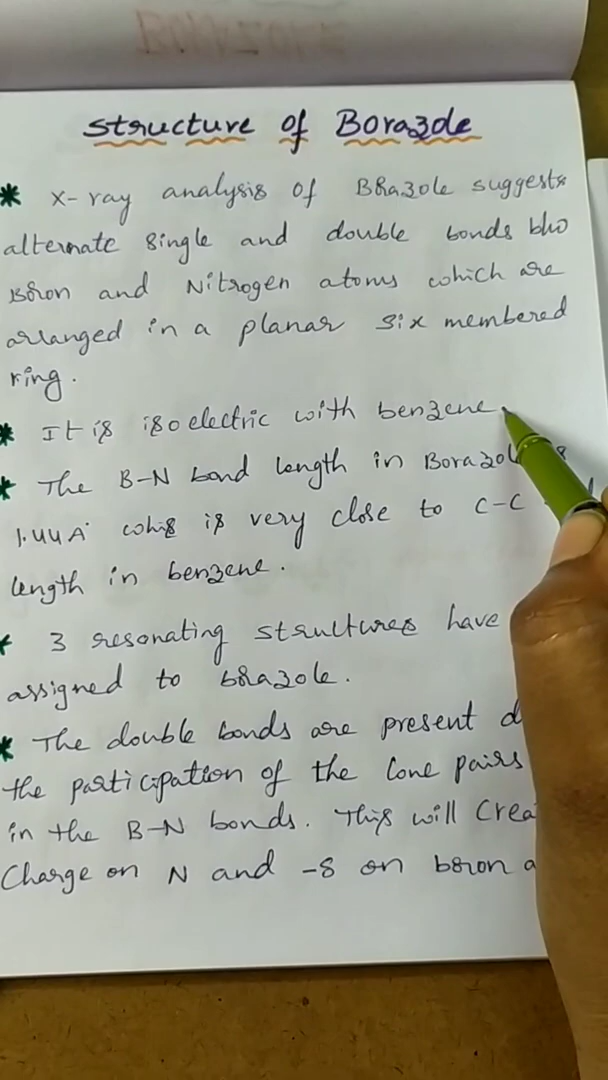 Structure of Borazole
* X-ray analysis of BRazole suggests
alternate single and double bonds b/w
Boron and Nitrogen atoms which are
arranged in a planar six membered
ring.
* It is isoelectric with benzene
* The B-N bond length in Borazole is
1.44A° which is very close to C-C
length in benzene.
* 3 resonating structures have
assigned to bRazole.
* The double bonds are present d
the participation of the lone pairs
in the B-N bonds. This will Crea
Charge on N and -δ on boron a